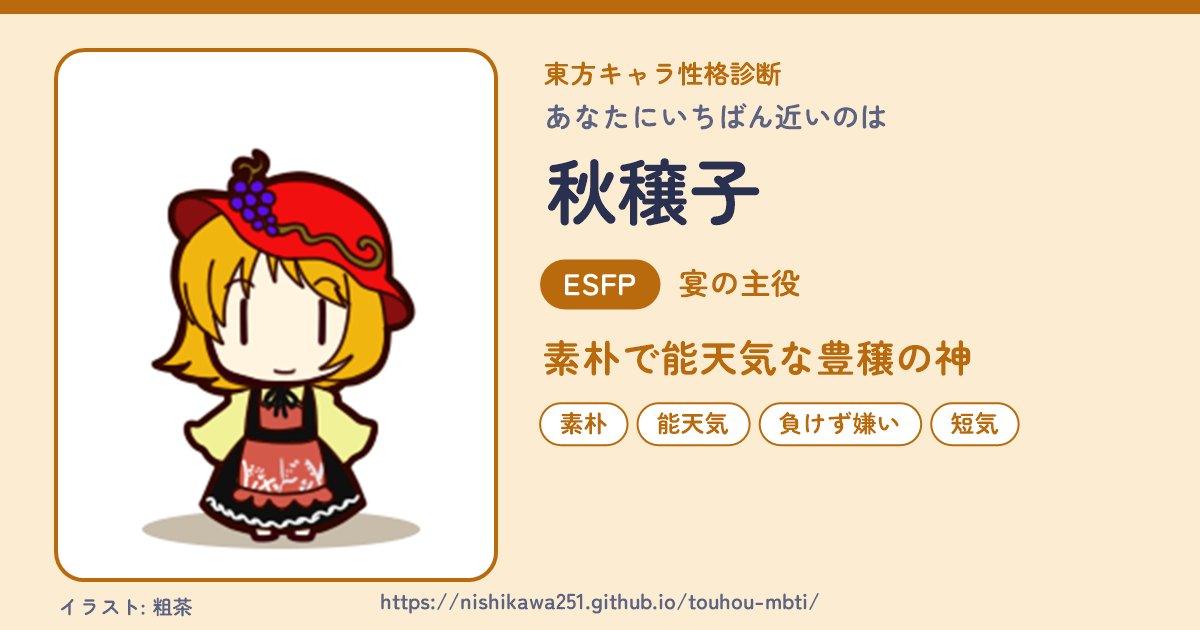 東方キャラ性格診断
あなたにいちばん近いのは
秋穣子
ESFP 宴の主役
素朴で能天気な豊穣の神
素朴 能天気 負けず嫌い 短気
イラスト: 粗茶
https://nishikawa251.github.io/touhou-mbti/